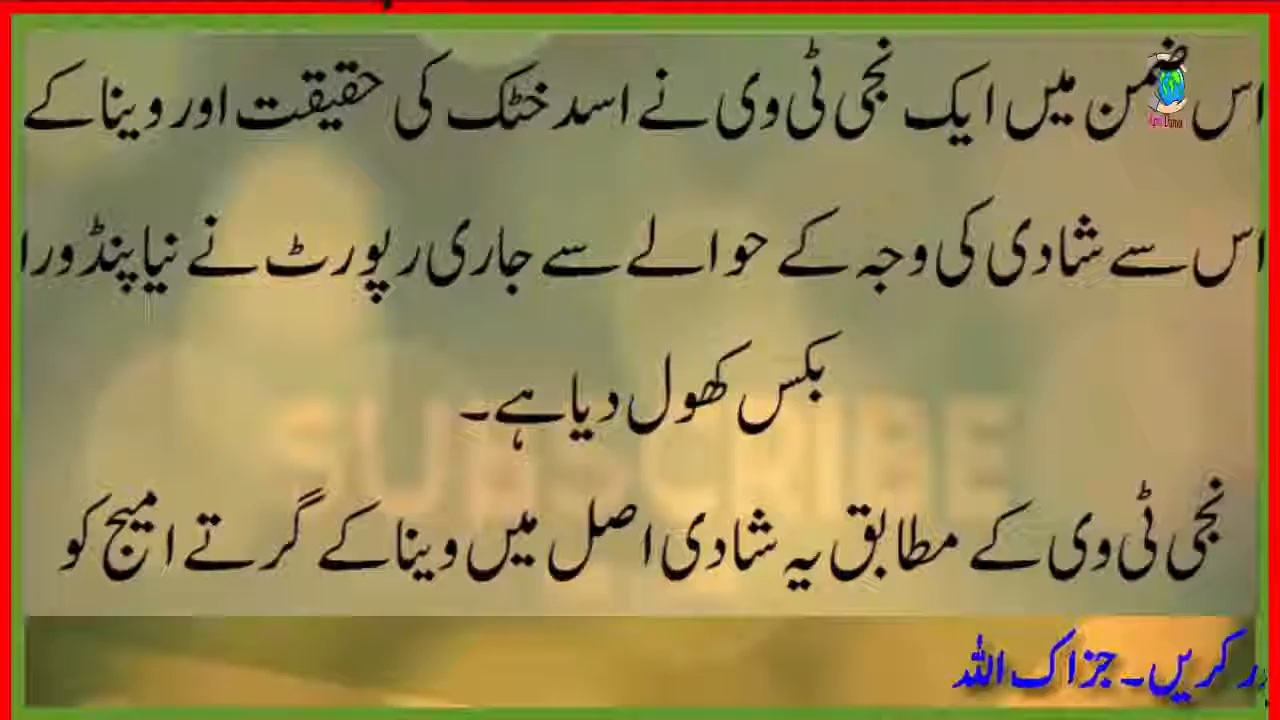 اس ضمن میں ایک نجی ٹی وی نے اسد خٹک کی حقیقت اور وینا کے
اس سے شادی کی وجہ کے حوالے سے جاری رپورٹ نے نیا پنڈورا
بکس کھول دیا ہے۔
SUBSCRIBE
نجی ٹی وی کے مطابق یہ شادی اصل میں وینا کے گرتے امیج کو
کریں۔ جزاک اللہ